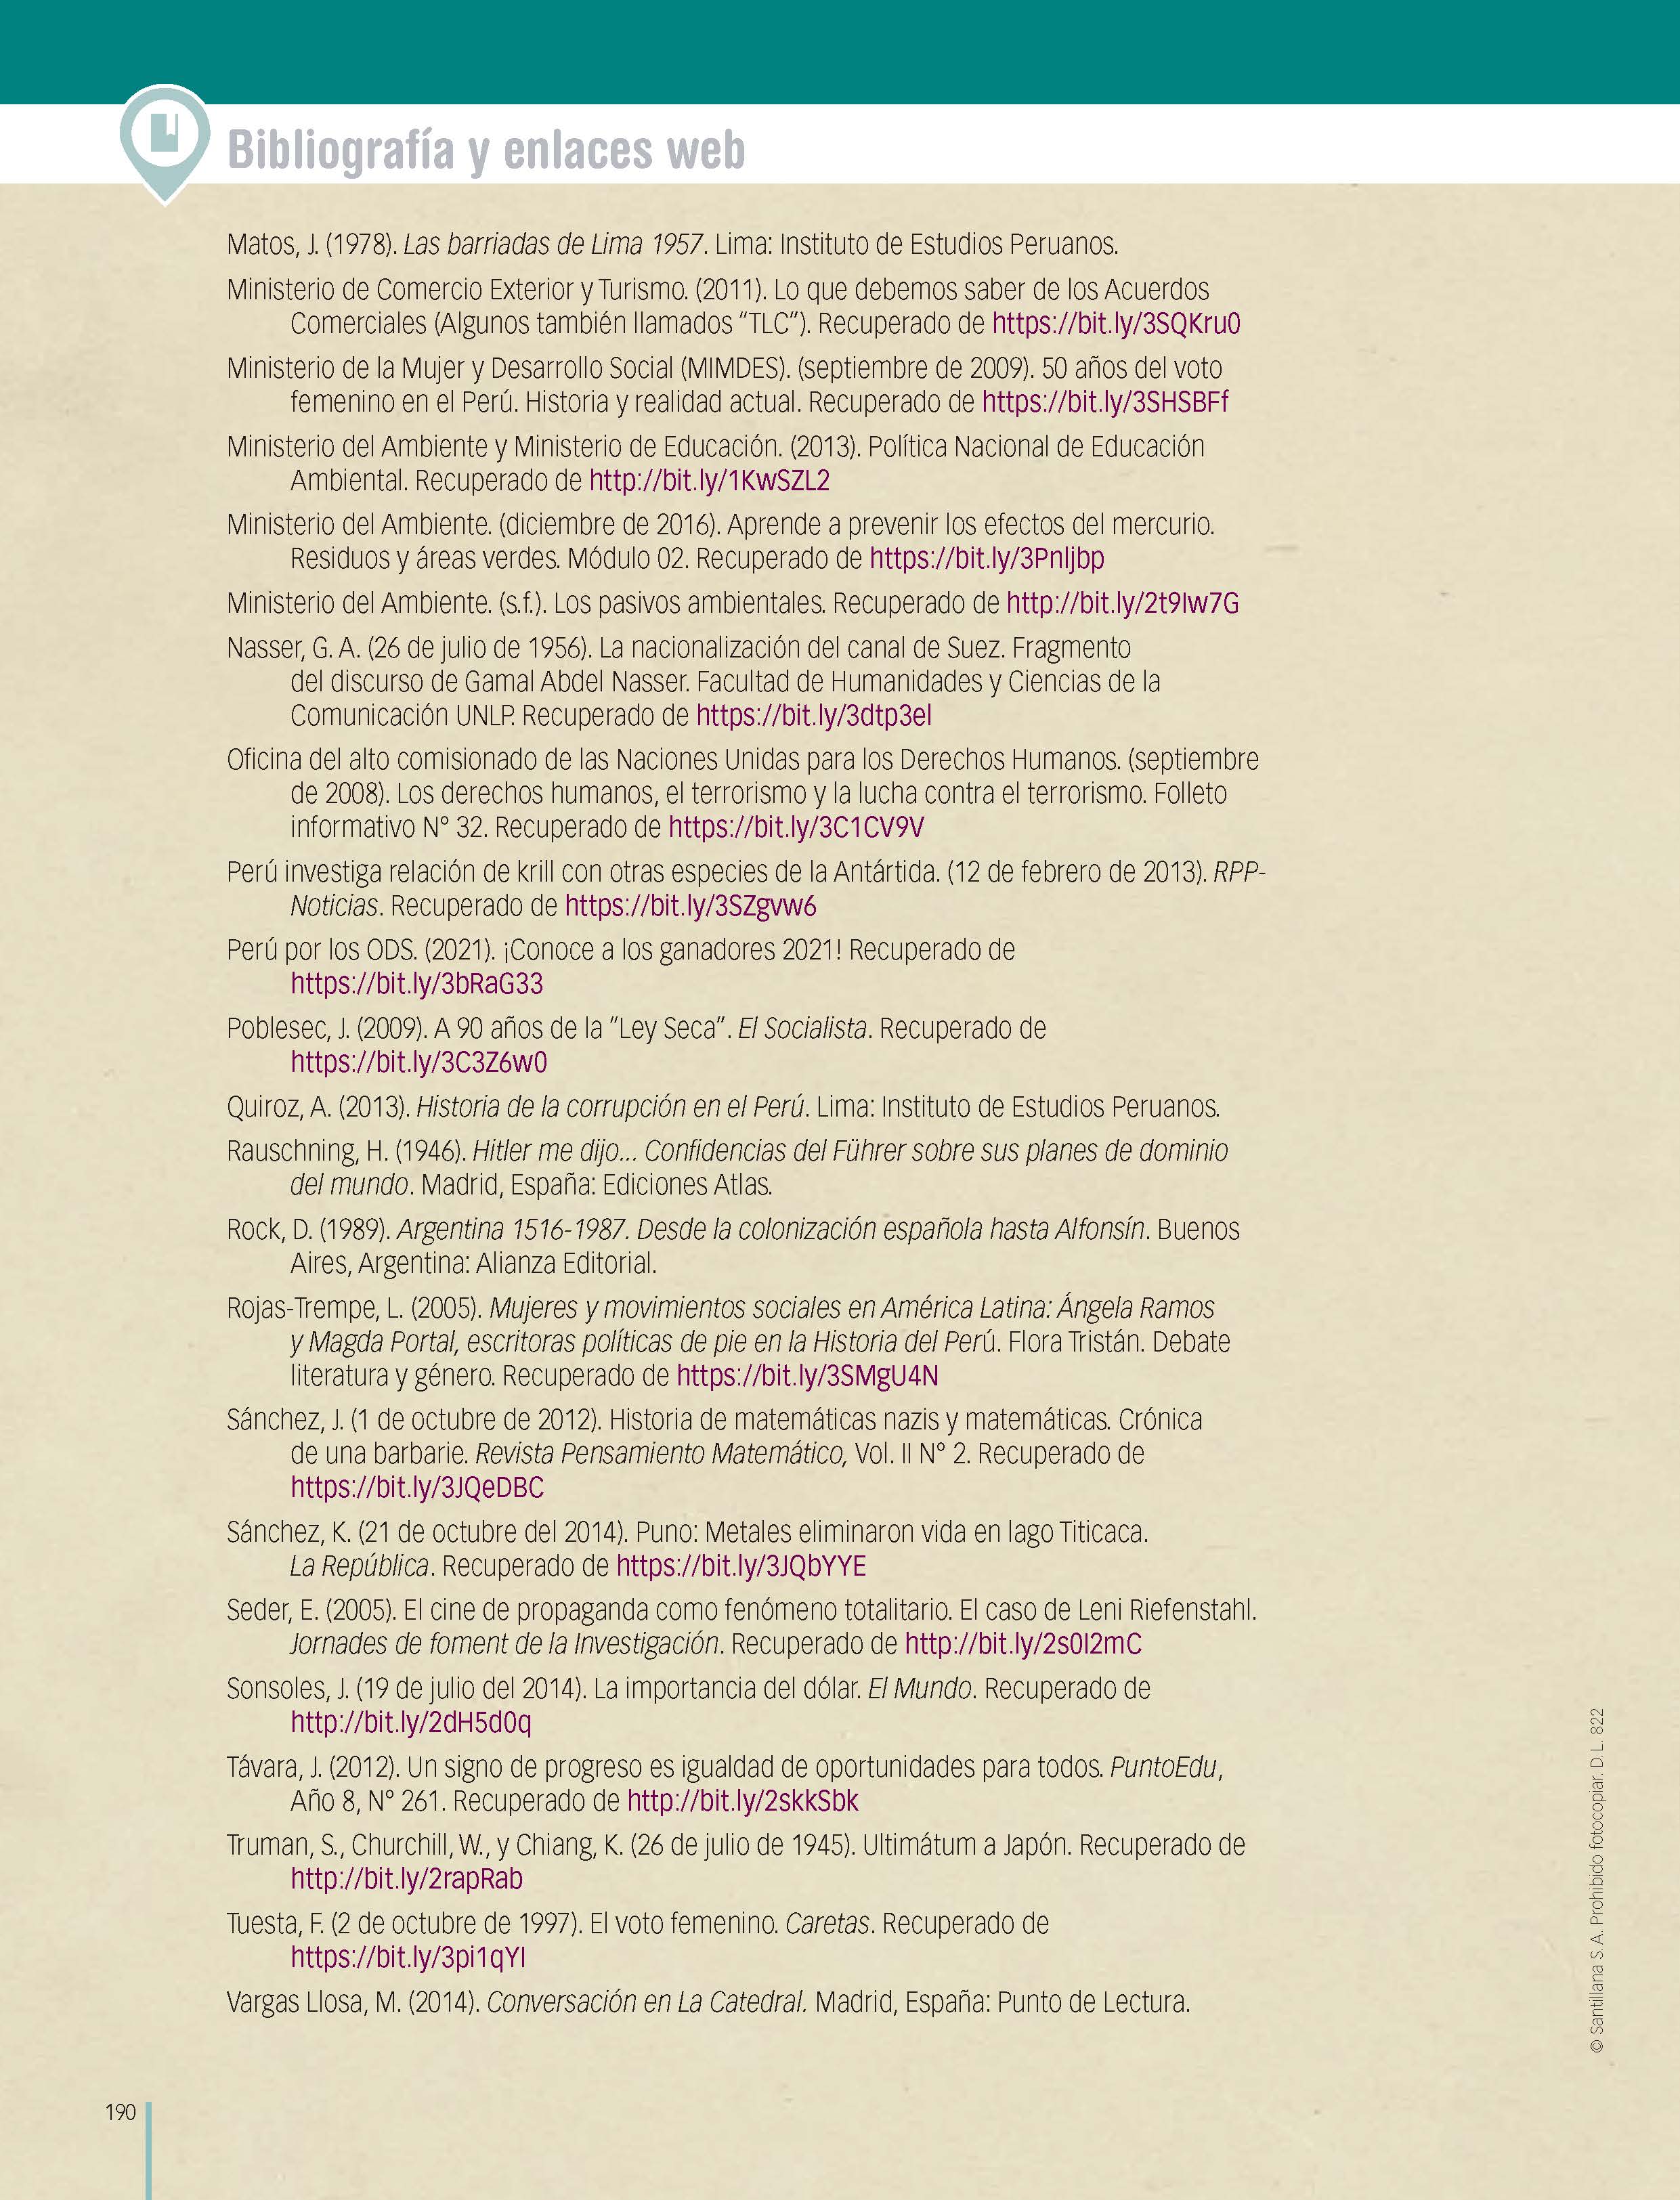 Bibliografía y enlaces web
Matos, J. (1978). Las barriadas de Lima 1957. Lima: Instituto de Estudios Peruanos.
Ministerio de Comercio Exterior y Turismo. (2011). Lo que debemos saber de los Acuerdos
Comerciales (Algunos también llamados “TLC”). Recuperado de https://bit.ly/3SQKru0
Ministerio de la Mujer y Desarrollo Social (MIMDES). (septiembre de 2009). 50 años del voto
femenino en el Perú. Historia y realidad actual. Recuperado de https://bit.ly/3SHSBFf
Ministerio del Ambiente y Ministerio de Educación. (2013). Política Nacional de Educación
Ambiental. Recuperado de http://bit.ly/1KwSZL2
Ministerio del Ambiente. (diciembre de 2016). Aprende a prevenir los efectos del mercurio.
Residuos y áreas verdes. Módulo 02. Recuperado de https://bit.ly/3Pnljbp
Ministerio del Ambiente. (s.f.). Los pasivos ambientales. Recuperado de http://bit.ly/2t9Iw7G
Nasser, G. A. (26 de julio de 1956). La nacionalización del canal de Suez. Fragmento
del discurso de Gamal Abdel Nasser. Facultad de Humanidades y Ciencias de la
Comunicación UNLP. Recuperado de https://bit.ly/3dtp3el
Oficina del alto comisionado de las Naciones Unidas para los Derechos Humanos. (septiembre
de 2008). Los derechos humanos, el terrorismo y la lucha contra el terrorismo. Folleto
informativo N° 32. Recuperado de https://bit.ly/3C1CV9V
Perú investiga relación de krill con otras especies de la Antártida. (12 de febrero de 2013). RPP-
Noticias. Recuperado de https://bit.ly/3SZgvw6
Perú por los ODS. (2021). ¡Conoce a los ganadores 2021! Recuperado de
https://bit.ly/3bRaG33
Poblesec, J. (2009). A 90 años de la “Ley Seca”. El Socialista. Recuperado de
https://bit.ly/3C3Z6w0
Quiroz, A. (2013). Historia de la corrupción en el Perú. Lima: Instituto de Estudios Peruanos.
Rauschning, H. (1946). Hitler me dijo... Confidencias del Führer sobre sus planes de dominio
del mundo. Madrid, España: Ediciones Atlas.
Rock, D. (1989). Argentina 1516-1987. Desde la colonización española hasta Alfonsín. Buenos
Aires, Argentina: Alianza Editorial.
Rojas-Trempe, L. (2005). Mujeres y movimientos sociales en América Latina: Ángela Ramos
y Magda Portal, escritoras políticas de pie en la Historia del Perú. Flora Tristán. Debate
literatura y género. Recuperado de https://bit.ly/3SMgU4N
Sánchez, J. (1 de octubre de 2012). Historia de matemáticas nazis y matemáticas. Crónica
de una barbarie. Revista Pensamiento Matemático, Vol. II N° 2. Recuperado de
https://bit.ly/3JQeDBC
Sánchez, K. (21 de octubre del 2014). Puno: Metales eliminaron vida en lago Titicaca.
La República. Recuperado de https://bit.ly/3JQbYYE
Seder, E. (2005). El cine de propaganda como fenómeno totalitario. El caso de Leni Riefenstahl.
Jornades de foment de la Investigación. Recuperado de http://bit.ly/2s0I2mC
Sonsoles, J. (19 de julio del 2014). La importancia del dólar. El Mundo. Recuperado de
http://bit.ly/2dH5d0q
Távara, J. (2012). Un signo de progreso es igualdad de oportunidades para todos. PuntoEdu,
Año 8, N° 261. Recuperado de http://bit.ly/2skkSbk
Truman, S., Churchill, W., y Chiang, K. (26 de julio de 1945). Ultimátum a Japón. Recuperado de
http://bit.ly/2rapRab
Tuesta, F. (2 de octubre de 1997). El voto femenino. Caretas. Recuperado de
https://bit.ly/3pi1qYI
Vargas Llosa, M. (2014). Conversación en La Catedral. Madrid, España: Punto de Lectura.
© Santillana S.A. Prohibido fotocopiar. D.L. 822
190